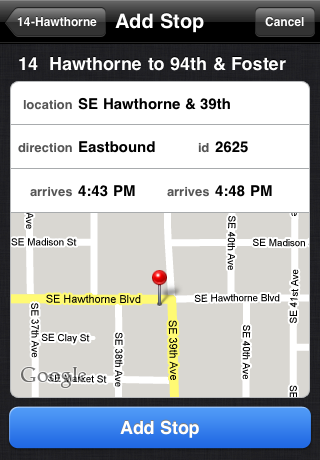 14-Hawthorne Add Stop Cancel
14 Hawthorne to 94th & Foster
location SE Hawthorne & 39th
direction Eastbound id 2625
arrives 4:43 PM arrives 4:48 PM
Ave
SE 40th Ave
SE Madison St
SE Madison
SE 41st Ave
SE Hawthorne Blvd
SE Hawthorne Blvd
SE 37th Ave
SE 38th Ave
SE 39th Ave
SE 40th Ave
SE Clay St
SE Market St
Google
SE
Add Stop